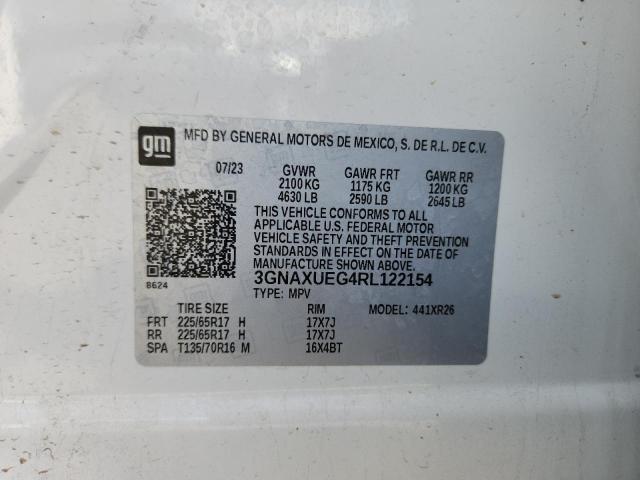 gm
MFD BY GENERAL MOTORS DE MEXICO, S. DE R.L. DE C.V.
07/23 GVWR GAWR FRT GAWR RR
2100 KG 1175 KG 1200 KG
4630 LB 2590 LB 2645 LB
THIS VEHICLE CONFORMS TO ALL
APPLICABLE U.S. FEDERAL MOTOR
VEHICLE SAFETY AND THEFT PREVENTION
STANDARDS IN EFFECT ON THE DATE OF
MANUFACTURE SHOWN ABOVE.
8624
3GNAXUEG4RL122154
TYPE: MPV
TIRE SIZE RIM MODEL: 441XR26
FRT 225/65R17 H 17X7J
RR 225/65R17 H 17X7J
SPA T135/70R16 M 16X4BT